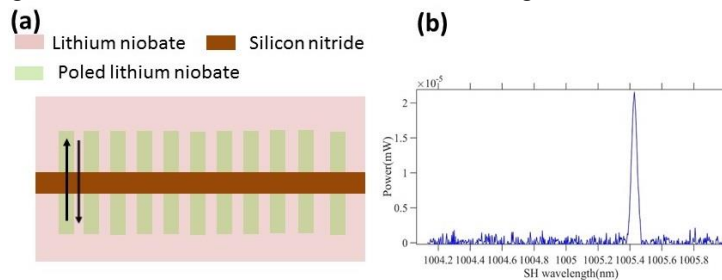 (a)
Lithium niobate
Silicon nitride
Poled lithium niobate
(b)
×10⁻⁵
2
1.5
1
0.5
0
Power(mW)
1004.2 1004.4 1004.6 1004.8 1005 1005.2 1005.4 1005.6 1005.8
SH wavelength(nm)